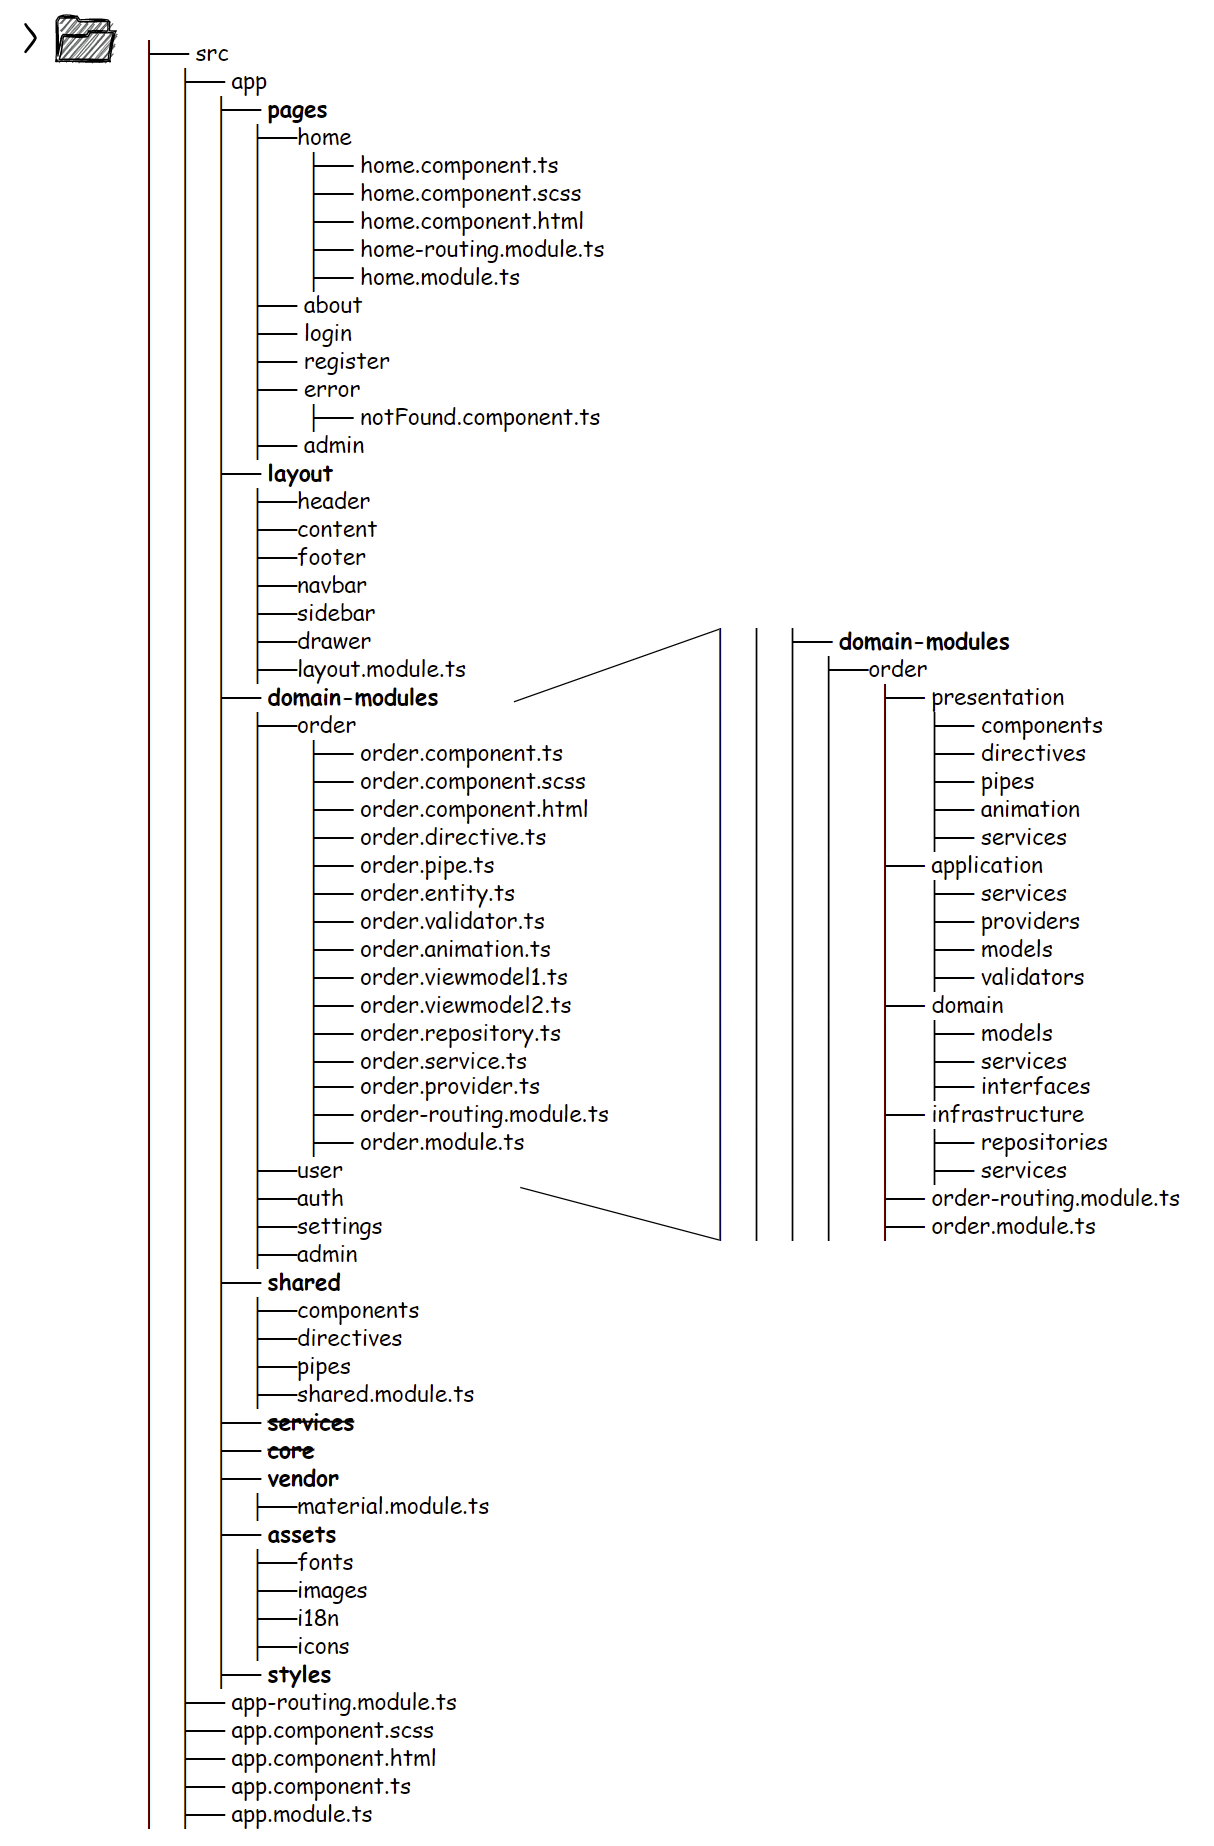 src
app
pages
home
home.component.ts
home.component.scss
home.component.html
home-routing.module.ts
home.module.ts
about
login
register
error
notFound.component.ts
admin
layout
header
content
footer
navbar
sidebar
drawer
layout.module.ts
domain-modules
order
order.component.ts
order.component.scss
order.component.html
order.directive.ts
order.pipe.ts
order.entity.ts
order.validator.ts
order.animation.ts
order.viewmodel1.ts
order.viewmodel2.ts
order.repository.ts
order.service.ts
order.provider.ts
order-routing.module.ts
order.module.ts
user
auth
settings
admin
shared
components
directives
pipes
shared.module.ts
services
core
vendor
material.module.ts
assets
fonts
images
i18n
icons
styles
app-routing.module.ts
app.component.scss
app.component.html
app.component.ts
app.module.ts
domain-modules
order
presentation
components
directives
pipes
animation
services
application
services
providers
models
validators
domain
models
services
interfaces
infrastructure
repositories
services
order-routing.module.ts
order.module.ts